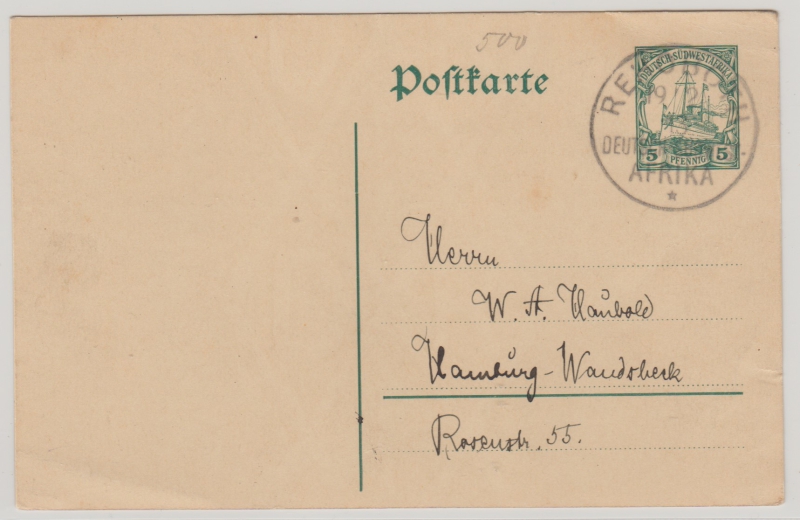 500
Postkarte
DEUTSCH-SÜDWESTAFRIKA
5 PFENNIG 5
AFRIKA
Herrn
W. A. Haubold
Hamburg-Wandsbeck
Rosenstr. 55.